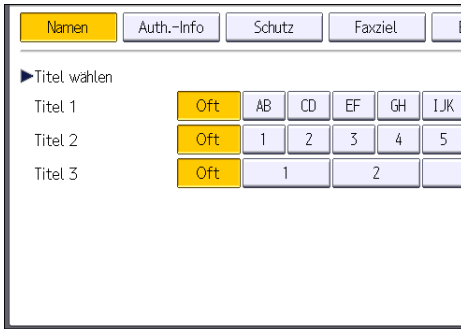 Namen Auth.-Info Schutz Faxziel
Titel wählen
Titel 1 Oft AB CD EF GH IJK
Titel 2 Oft 1 2 3 4 5
Titel 3 Oft 1 2